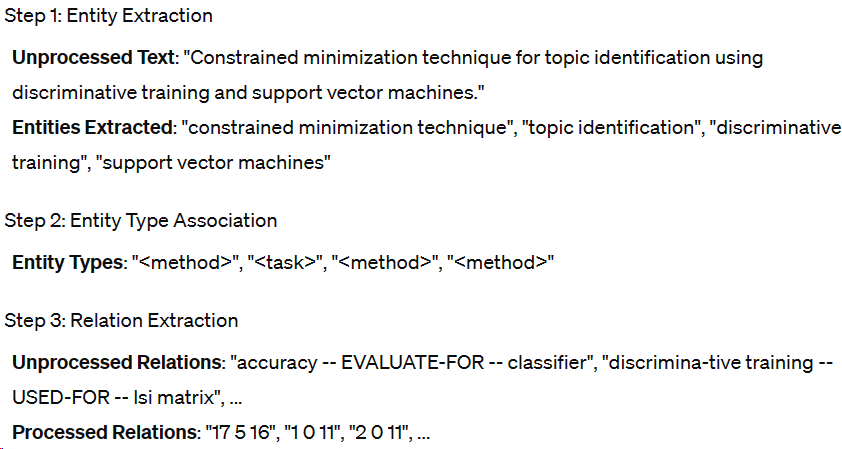 Step 1: Entity Extraction
Unprocessed Text: "Constrained minimization technique for topic identification using
discriminative training and support vector machines."
Entities Extracted: "constrained minimization technique", "topic identification", "discriminative
training", "support vector machines"
Step 2: Entity Type Association
Entity Types: "<method>", "<task>", "<method>", "<method>"
Step 3: Relation Extraction
Unprocessed Relations: "accuracy -- EVALUATE-FOR -- classifier", "discrimina-tive training --
USED-FOR -- lsi matrix", ...
Processed Relations: "17 5 16", "1 0 11", "2 0 11", ...